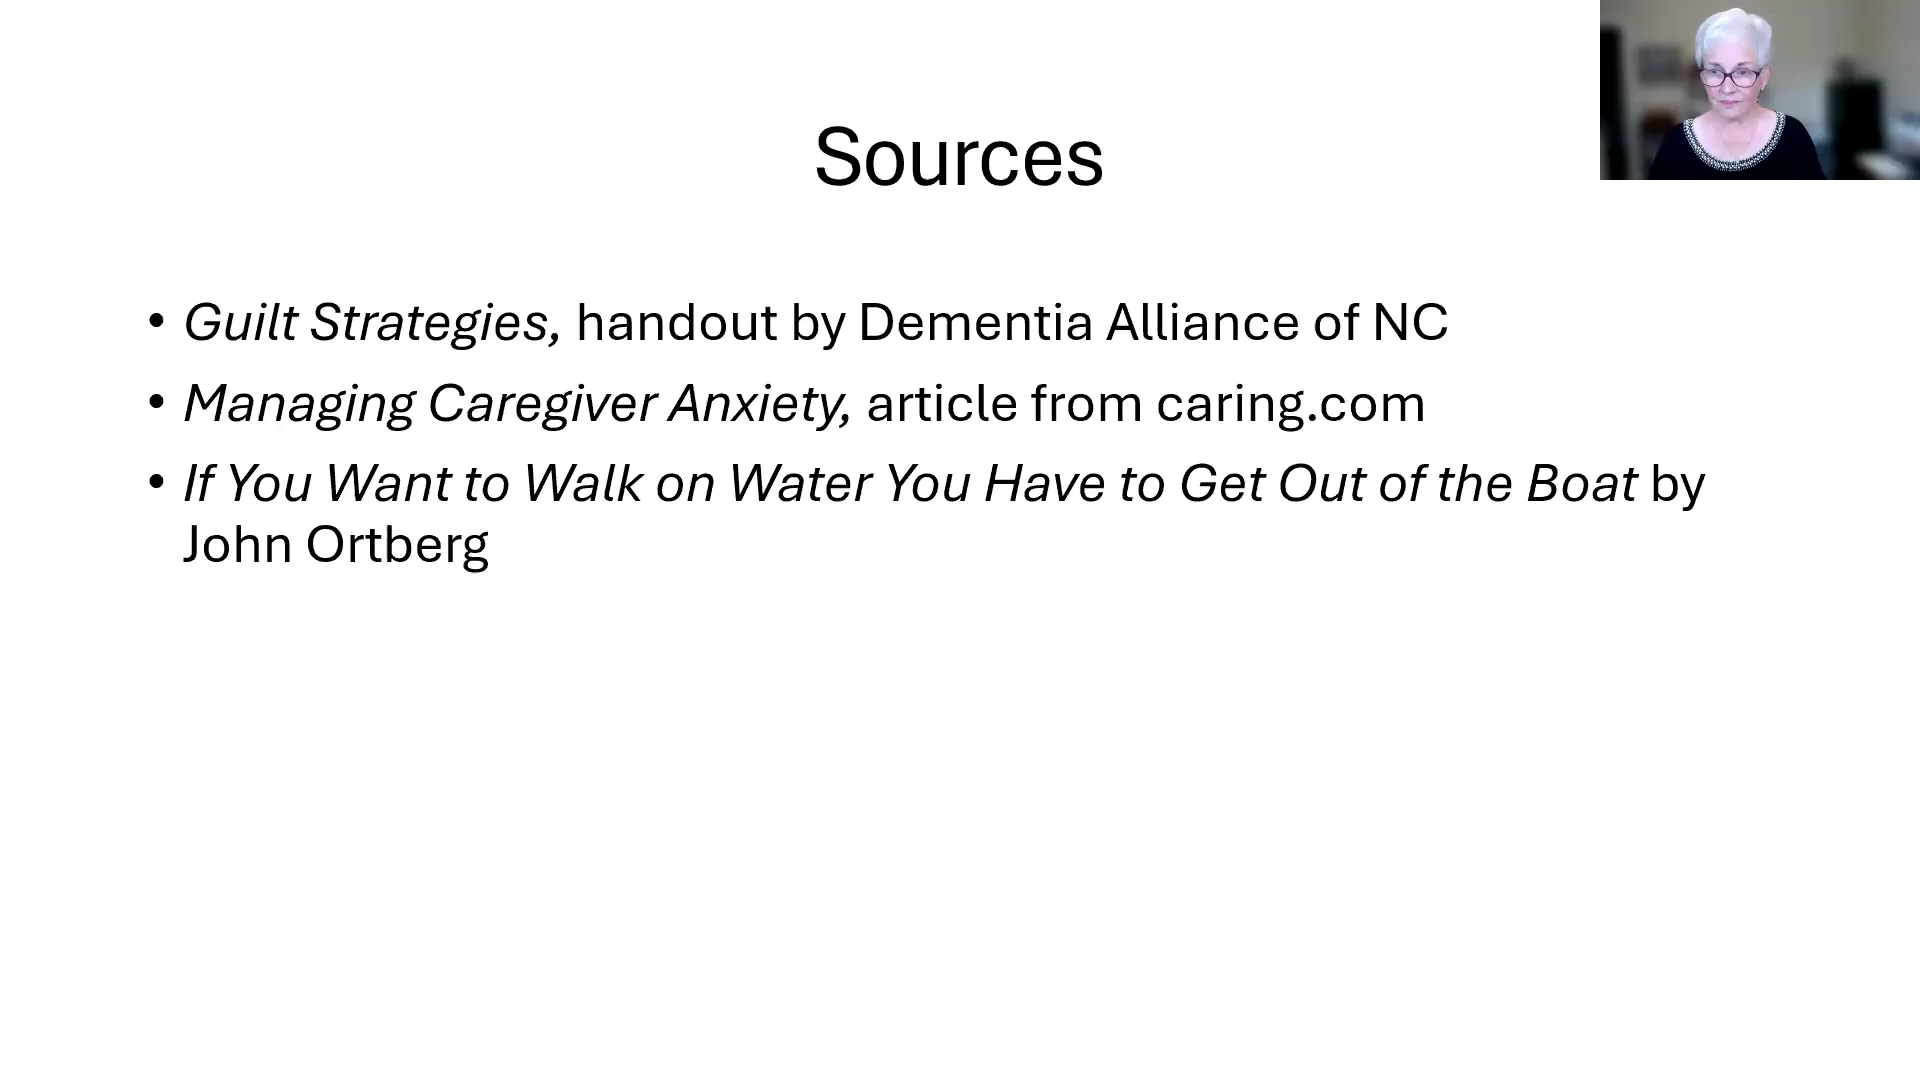 Sources
• Guilt Strategies, handout by Dementia Alliance of NC
• Managing Caregiver Anxiety, article from caring.com
• If You Want to Walk on Water You Have to Get Out of the Boat by
John Ortberg